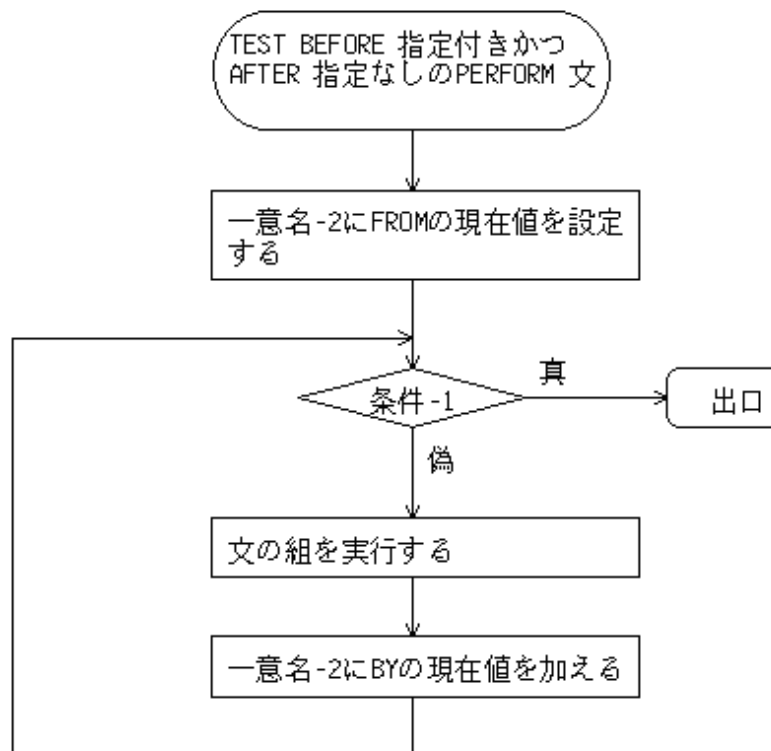 TEST BEFORE 指定付きかつ
AFTER 指定なしのPERFORM 文
一意名-2にFROMの現在値を設定
する
条件-1
真
出口
偽
文の組を実行する
一意名-2にBYの現在値を加える